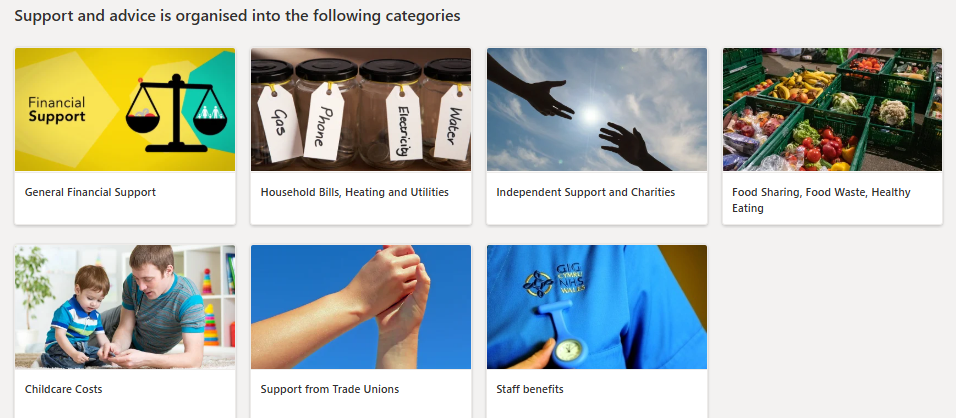 Support and advice is organised into the following categories
Financial
Support
Gas
Phone
Electricity
Water
General Financial Support
Household Bills, Heating and Utilities
Independent Support and Charities
Food Sharing, Food Waste, Healthy
Eating
GIG
CYMRU
NHS
WALES
Childcare Costs
Support from Trade Unions
Staff benefits